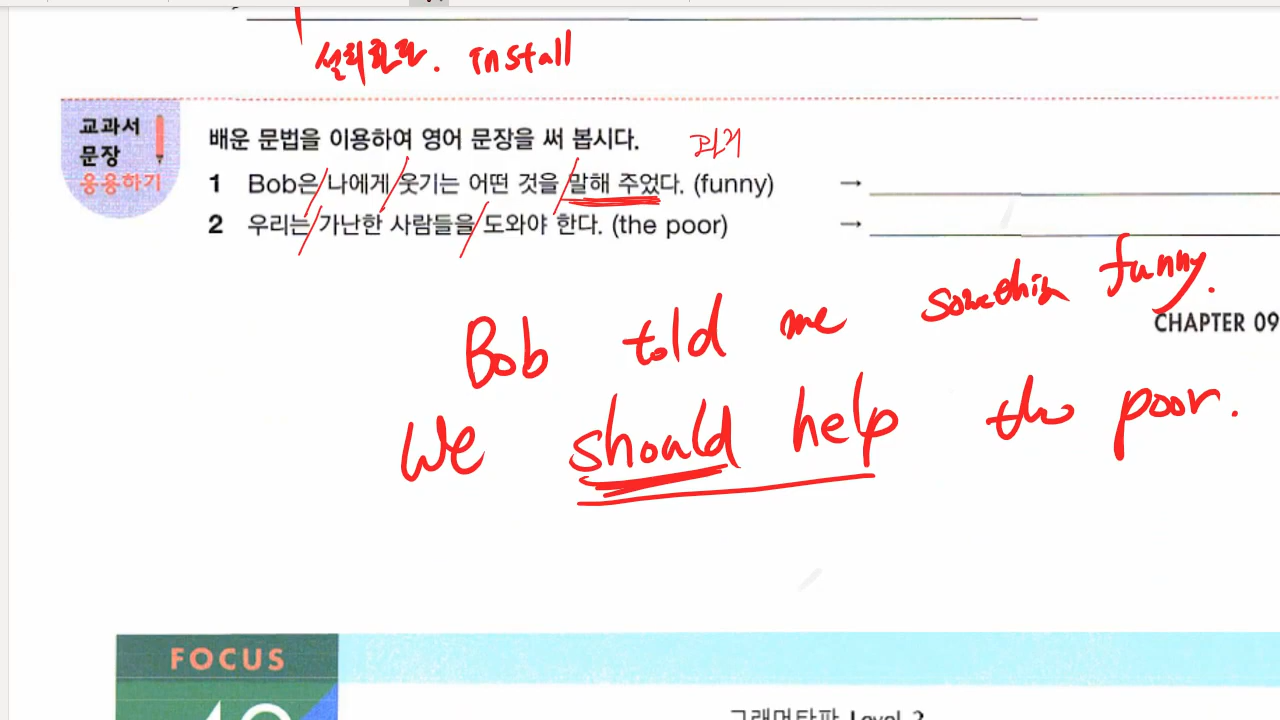 설치한다. install
교과서
문장
응용하기
배운 문법을 이용하여 영어 문장을 써 봅시다. 과거
1 Bob은/나에게/웃기는 어떤 것을/말해 주었다. (funny) →
2 우리는/가난한 사람들을/도와야 한다. (the poor) →
Bob told me somethin funny.
CHAPTER 09
We should help the poor.
FOCUS
그래머타파 Level 2